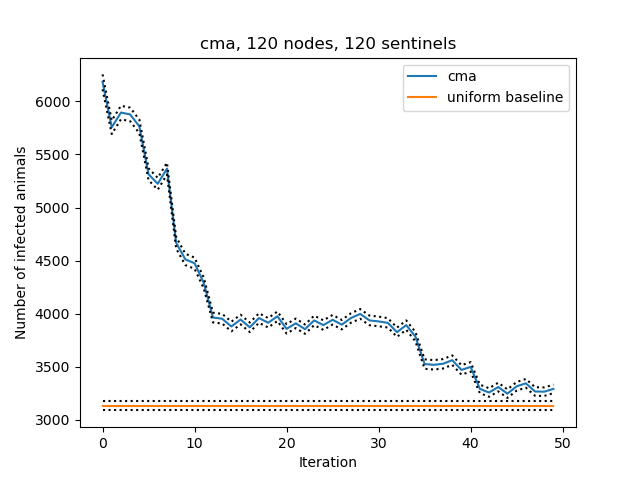 cma, 120 nodes, 120 sentinels
cma
uniform baseline
Number of infected animals
6000
5500
5000
4500
4000
3500
3000
0 10 20 30 40 50
Iteration